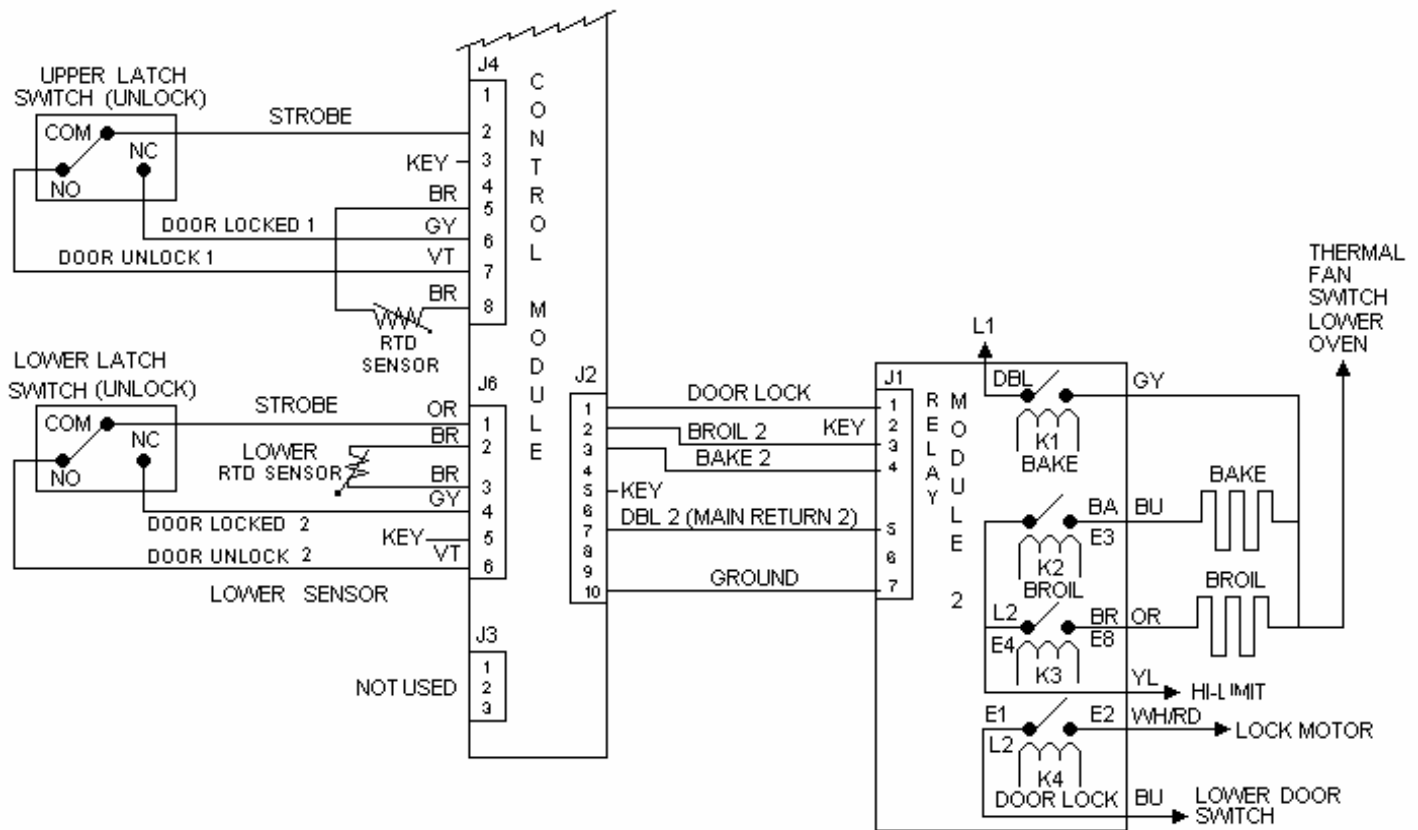 UPPER LATCH
SWITCH (UNLOCK)
COM
NC
NO
STROBE
KEY
BR
DOOR LOCKED 1
GY
DOOR UNLOCK 1
VT
BR
RTD
SENSOR
J4
1
2
3
4
5
6
7
8
CONTROL MODULE
LOWER LATCH
SWITCH (UNLOCK)
COM
NC
NO
STROBE
OR
BR
LOWER
RTD SENSOR
BR
GY
DOOR LOCKED 2
KEY
DOOR UNLOCK 2
VT
LOWER SENSOR
J6
1
2
3
4
5
6
J3
NOT USED
1
2
3
J2
1
2
3
4
5
6
7
8
9
10
DOOR LOCK
BROIL 2
KEY
BAKE 2
KEY
DBL 2 (MAIN RETURN 2)
GROUND
J1
1
2
3
4
5
6
7
RELAY
MODULE 2
L1
DBL
GY
K1
BAKE
BA
BU
E3
K2
BROIL
L2
BR
OR
E4
E8
K3
YL
HI-LIMIT
E1
E2
WH/RD
LOCK MOTOR
L2
K4
DOOR LOCK
BU
LOWER DOOR
SWITCH
BAKE
BROIL
THERMAL
FAN
SWITCH
LOWER
OVEN